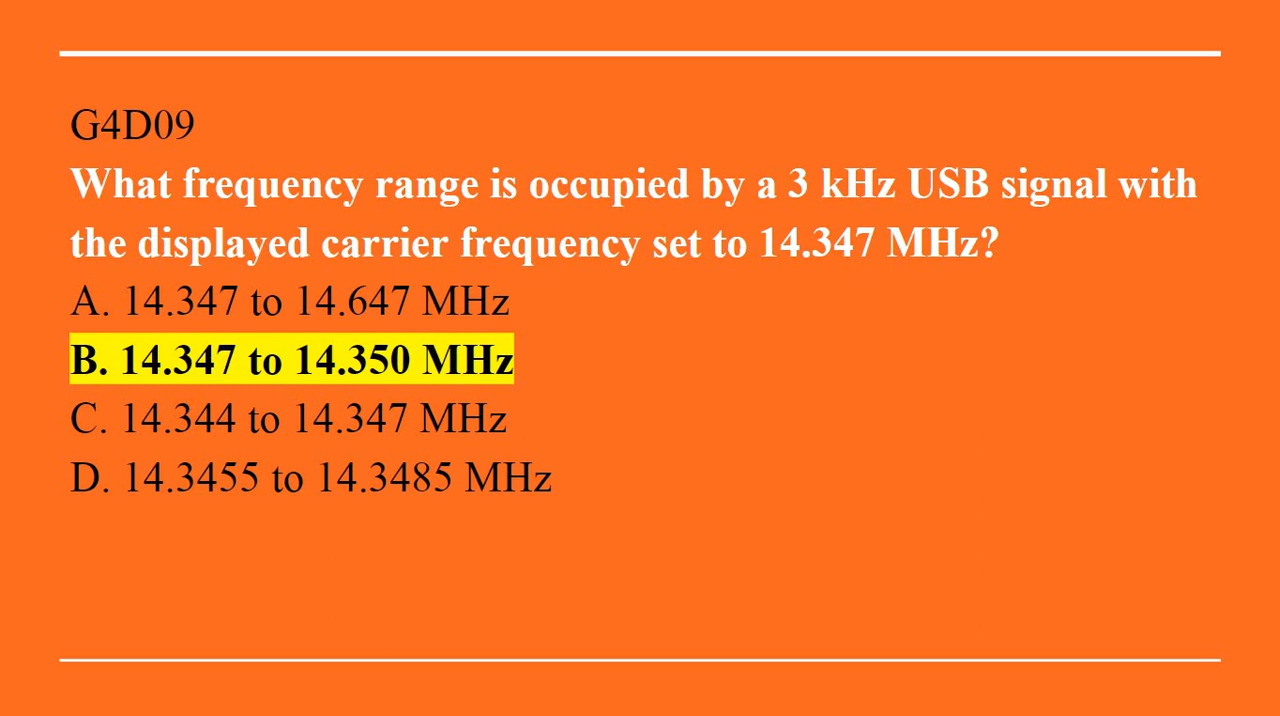 G4D09
What frequency range is occupied by a 3 kHz USB signal with
the displayed carrier frequency set to 14.347 MHz?
A. 14.347 to 14.647 MHz
B. 14.347 to 14.350 MHz
C. 14.344 to 14.347 MHz
D. 14.3455 to 14.3485 MHz